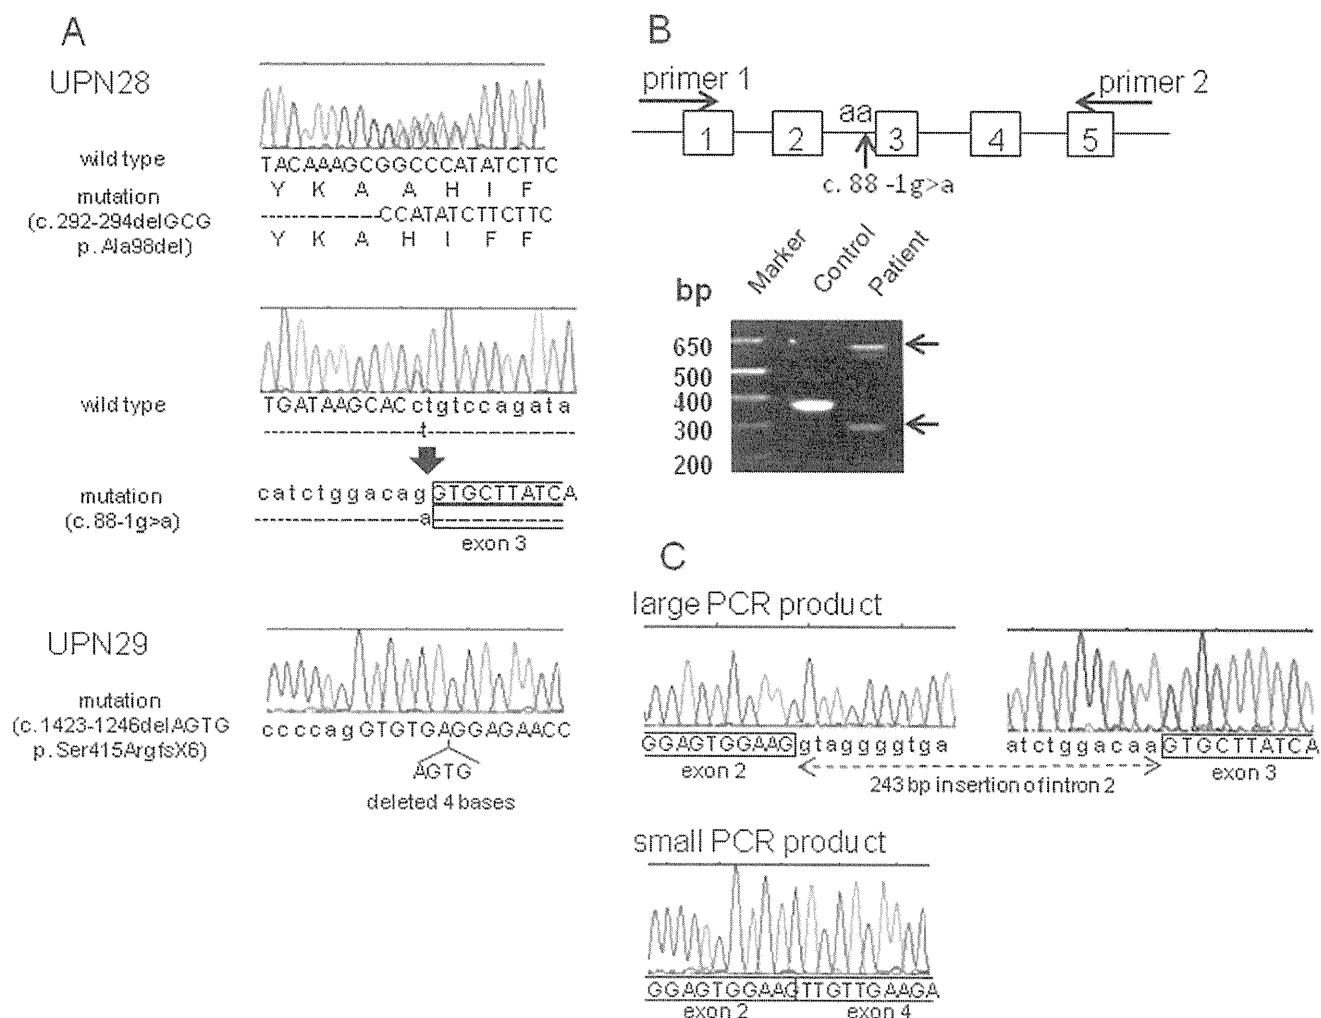 A
UPN28
wild type
TACAAAGCGGCCCATATCTTC
Y K A A H I F
mutation
(c.292-294delGCG
p.Ala98del)
----------CCATATCTTCTTC
Y K A H I F F
wild type
TGATAAGCACctgtccagata
t
mutation
(c.88-1g>a)
catctggacagGTGCTTATCA
a
exon 3
UPN29
mutation
(c.1423-1246delAGTG
p.Ser415ArgfsX6)
ccccagGTGTGAGGAGAACC
AGTG
deleted 4 bases
B
primer 1
primer 2
aa
1 2 3 4 5
c.88-1g>a
Marker Control Patient
bp
650
500
400
300
200
C
large PCR product
GGAGTGGAAGgtaggggtga
atctggacaaGTGCTTATCA
exon 2
exon 3
243 bp insertion of intron 2
small PCR product
GGAGTGGAAGTTGTTGAAGA
exon 2 exon 4